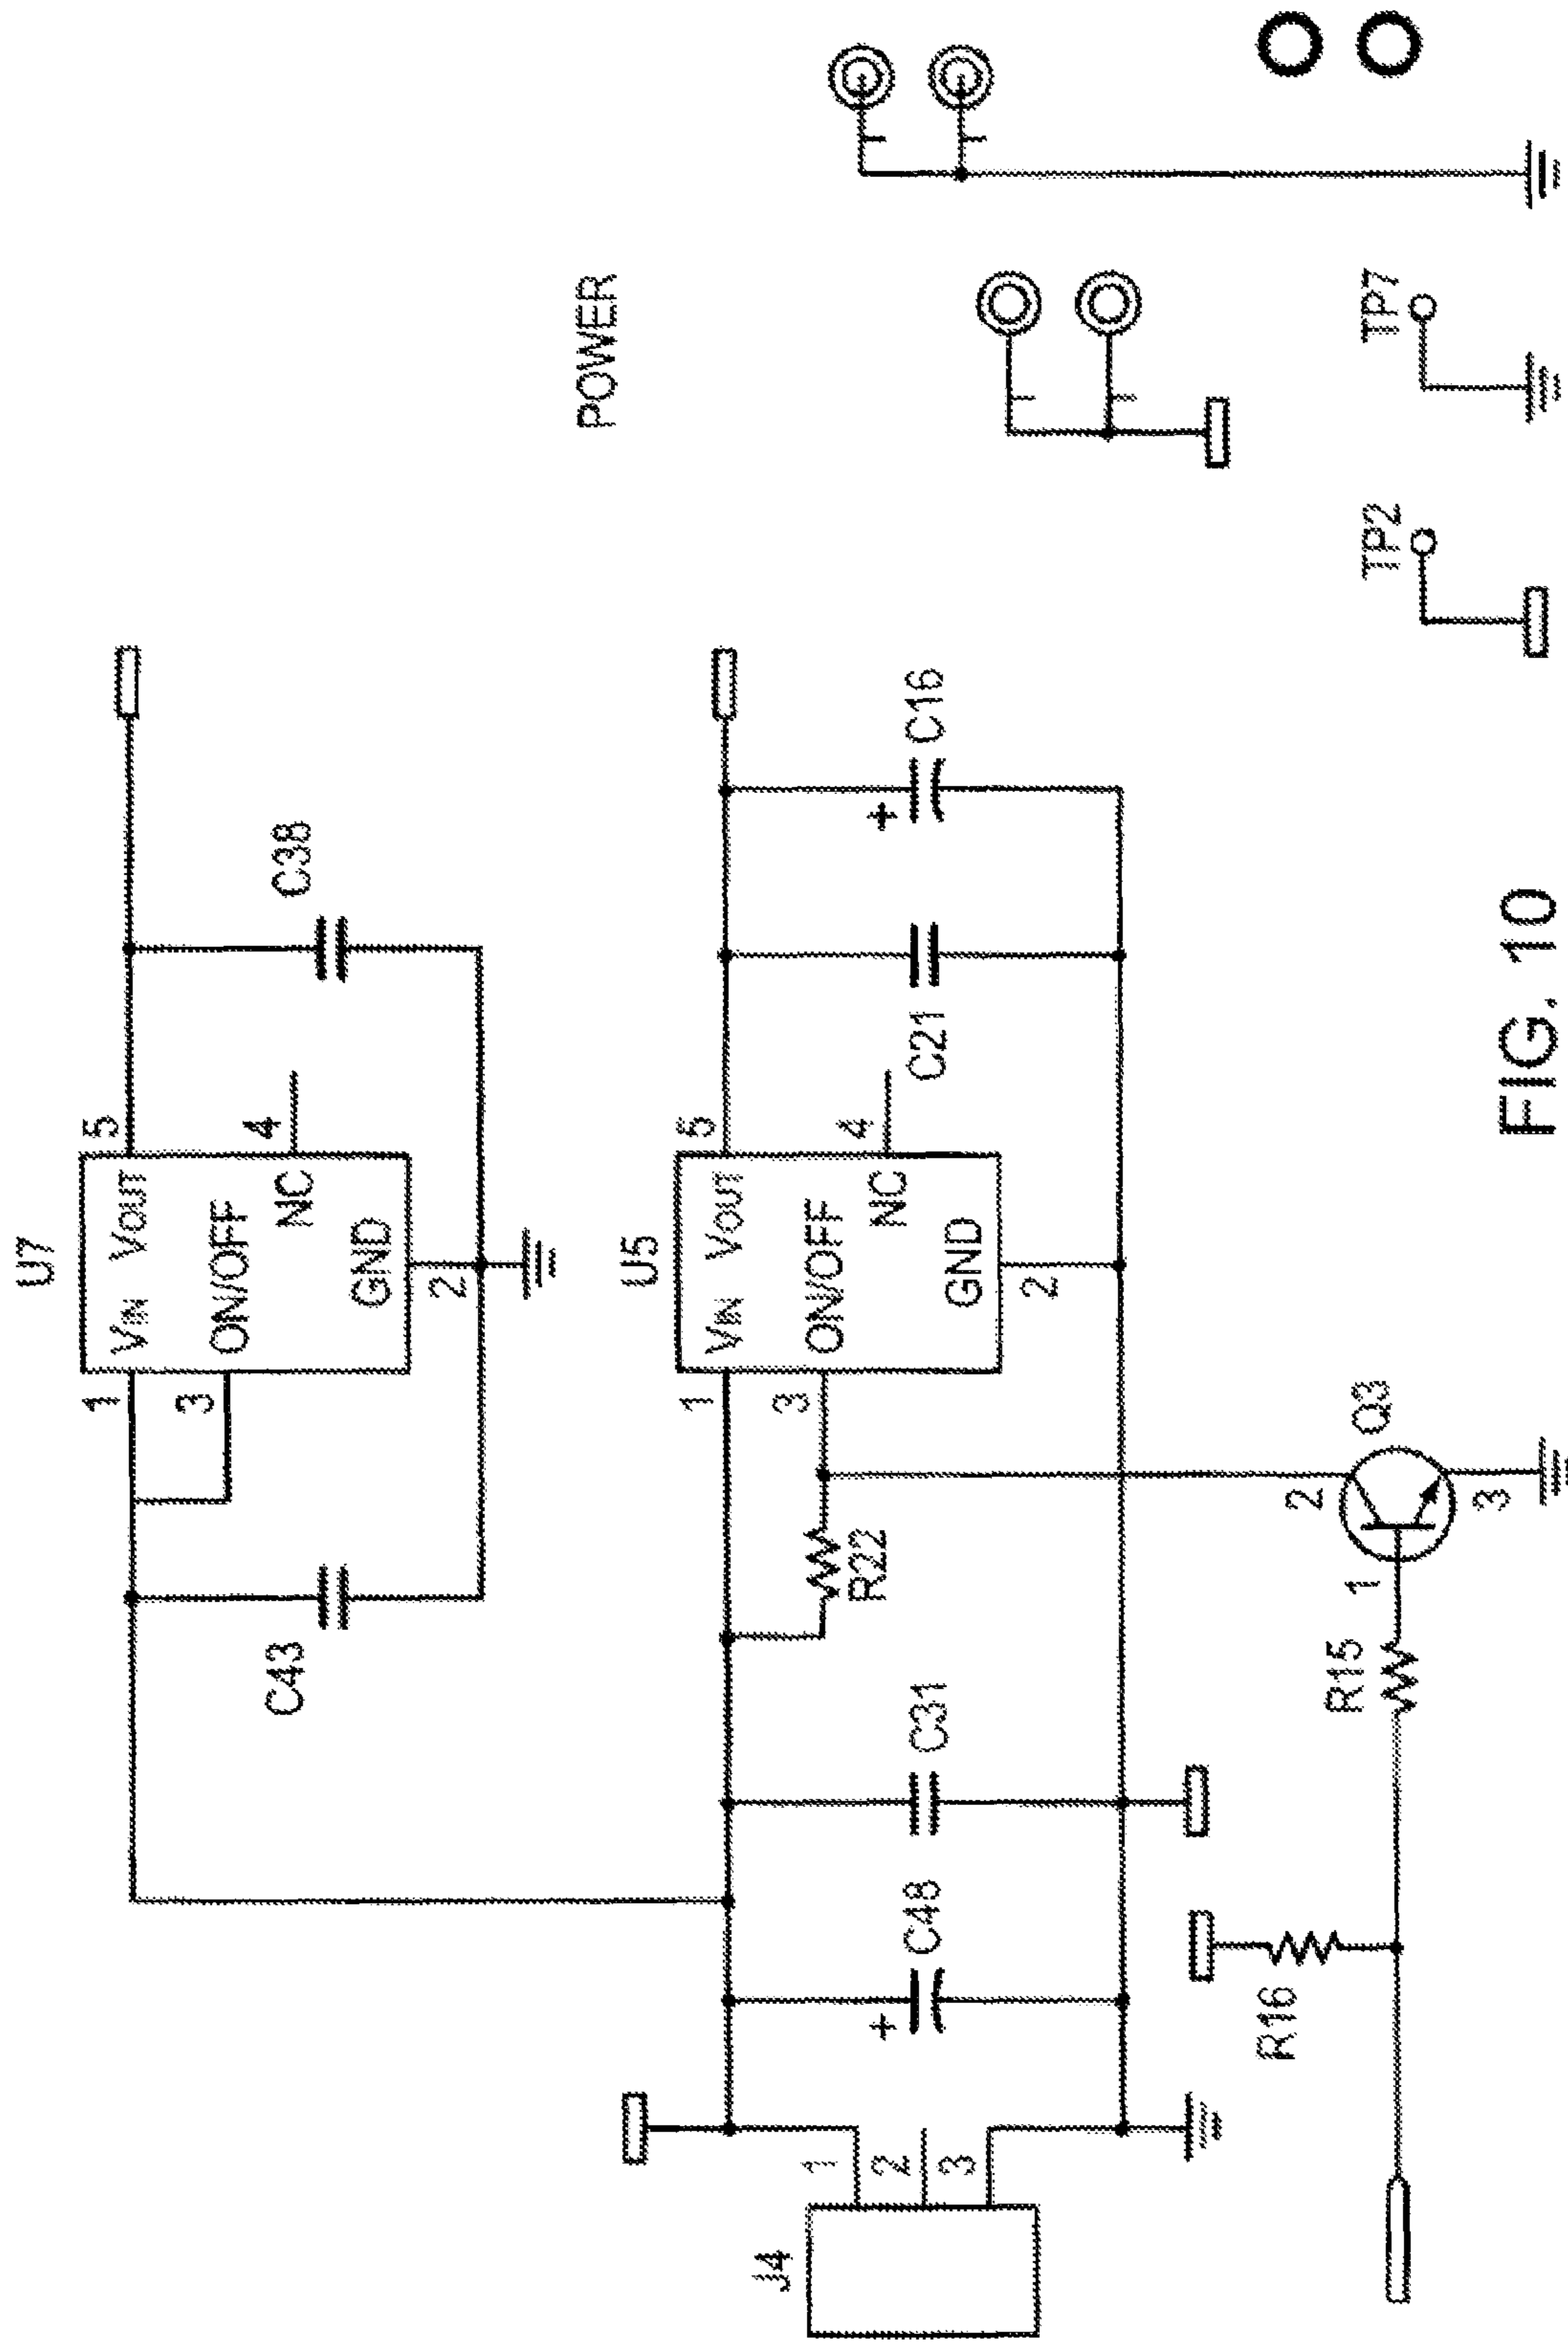 U7
VIN VOUT
ON/OFF
NC
GND
1
3
5
4
2
C43
C38
POWER
U5
VIN VOUT
ON/OFF
NC
GND
1
3
5
4
2
J4
1
2
3
C48
C31
R22
C21
C16
+
+
R16
R15
1
2
3
Q3
TP2
TP7
FIG. 10